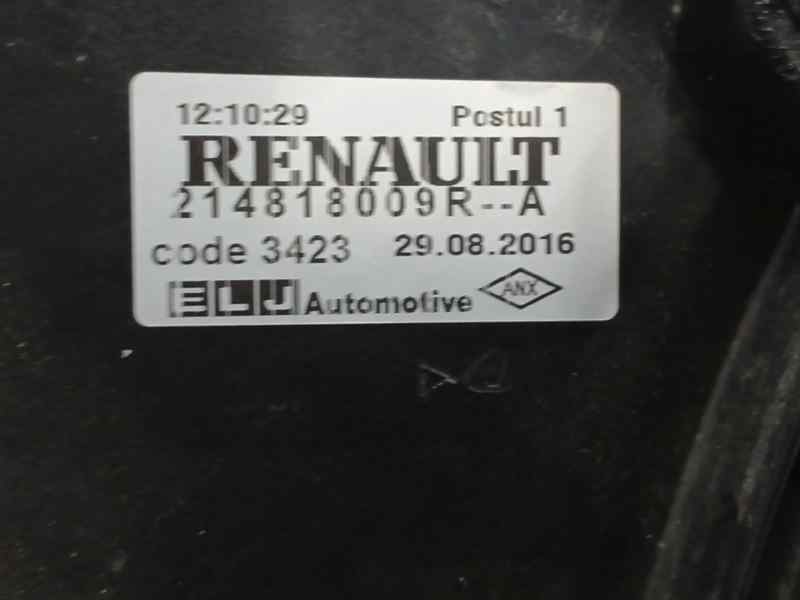 12:10:29 Postul 1
RENAULT
214818009R--A
code 3423 29.08.2016
ELJ Automotive ANX